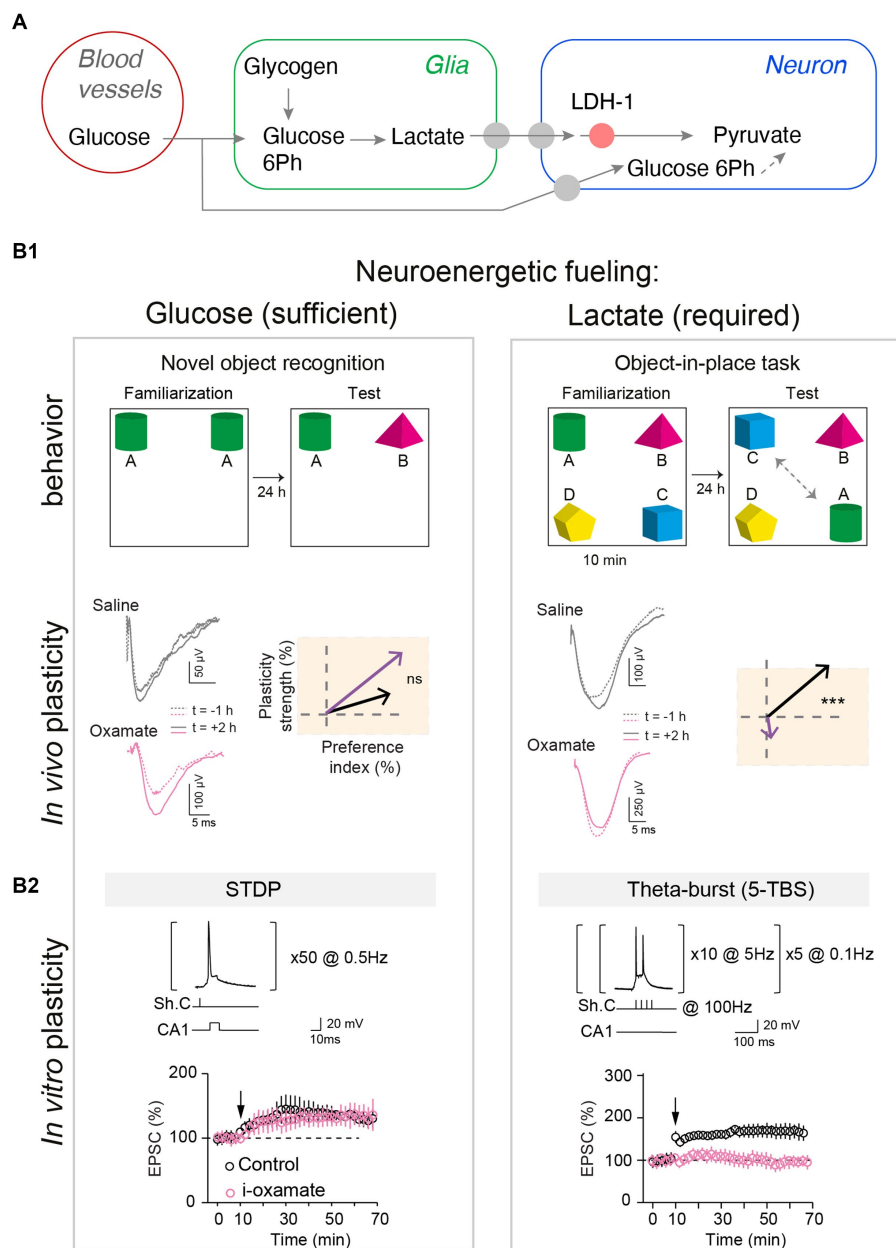 A
Blood
vessels
Glucose
Glycogen
Glia
Glucose
6Ph
Lactate
Neuron
LDH-1
Pyruvate
Glucose 6Ph
B1
Neuroenergetic fueling:
Glucose (sufficient)
Lactate (required)
behavior
Novel object recognition
Familiarization
Test
A
A
24 h
A
B
Object-in-place task
Familiarization
Test
A
B
D
C
10 min
24 h
C
B
D
A
In vivo plasticity
Saline
50 µV
t = -1 h
t = +2 h
Oxamate
100 µV
5 ms
Plasticity
strength (%)
ns
Preference
index (%)
Saline
100 µV
t = -1 h
t = +2 h
Oxamate
250 µV
5 ms
***
B2
In vitro plasticity
STDP
x50 @ 0.5Hz
Sh.C
CA1
20 mV
10ms
EPSC (%)
200
100
0
Control
i-oxamate
0 10 30 50 70
Time (min)
Theta-burst (5-TBS)
x10 @ 5Hz
x5 @ 0.1Hz
Sh.C
@ 100Hz
CA1
20 mV
100 ms
EPSC (%)
300
200
100
0
0 10 30 50 70
Time (min)